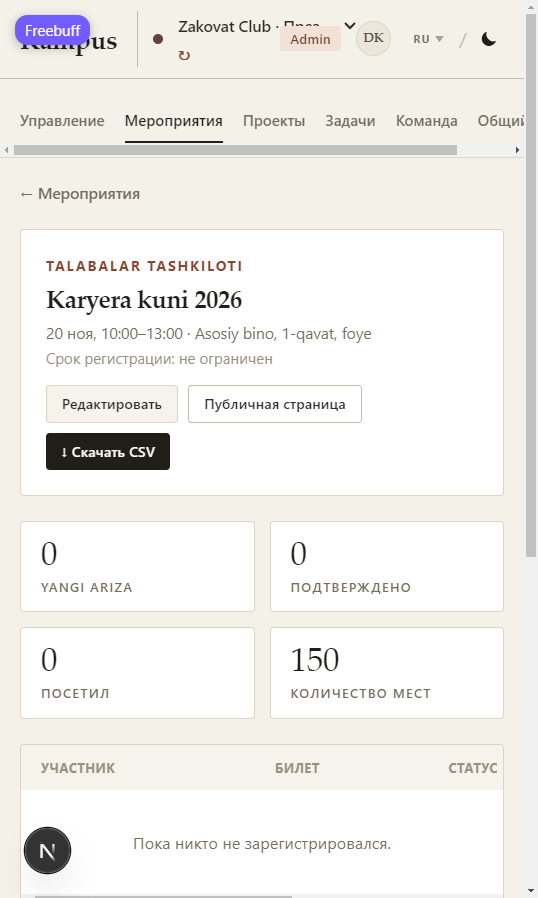 Freebuff
Kampus
Zakovat Club · През
Admin
DK
RU
/
Управление
Мероприятия
Проекты
Задачи
Команда
Общий
← Мероприятия
TALABALAR TASHKILOTI
Karyera kuni 2026
20 ноя, 10:00–13:00 · Asosiy bino, 1-qavat, foye
Срок регистрации: не ограничен
Редактировать
Публичная страница
↓ Скачать CSV
0
YANGI ARIZA
0
ПОДТВЕРЖДЕНО
0
ПОСЕТИЛ
150
КОЛИЧЕСТВО МЕСТ
УЧАСТНИК
БИЛЕТ
СТАТУС
Пока никто не зарегистрировался.
N